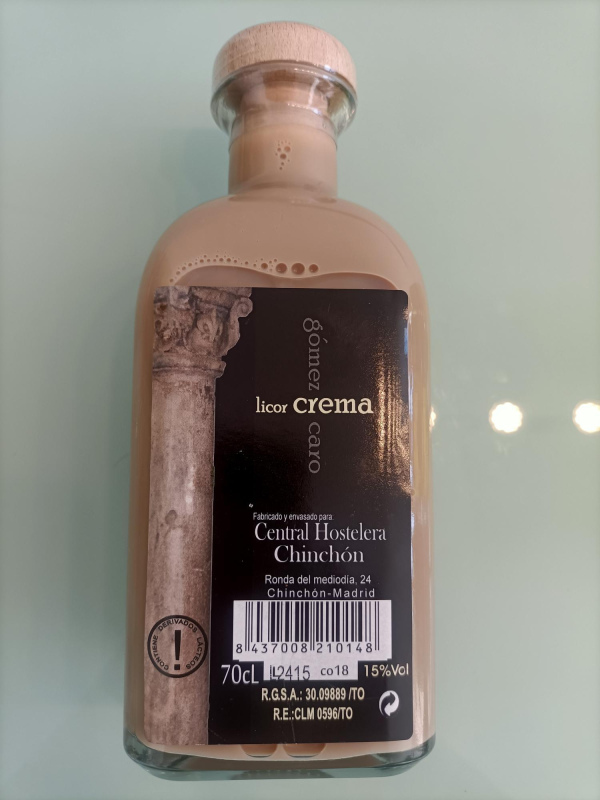 gómez caro
licor crema
Fabricado y envasado para:
Central Hostelera
Chinchón
Ronda del mediodía, 24
Chinchón-Madrid
8 437008 210148
CONTIENE DERIVADOS LÁCTEOS
!
70cL L2415 co18 15%Vol
R.G.S.A.: 30.09889 /TO
R.E.:CLM 0596/TO